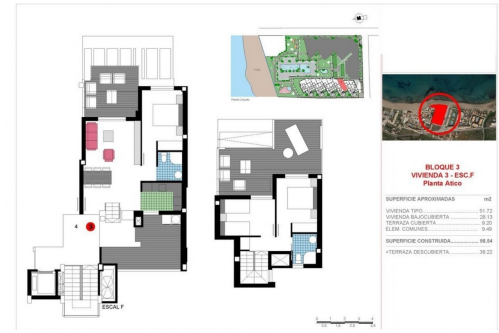 BLOQUE 3
VIVIENDA 3 - ESC.F
Planta Atico
SUPERFICIE APROXIMADAS m2
VIVIENDA TIPO 51.72
VIVIENDA BAJOCUBIERTA 28.13
TERRAZA CUBIERTA 9.20
ELEM. COMUNES 9.49
SUPERFICIE CONSTRUIDA 98.54
+TERRAZA DESCUBIERTA 39.22
4
3
ESCAL F